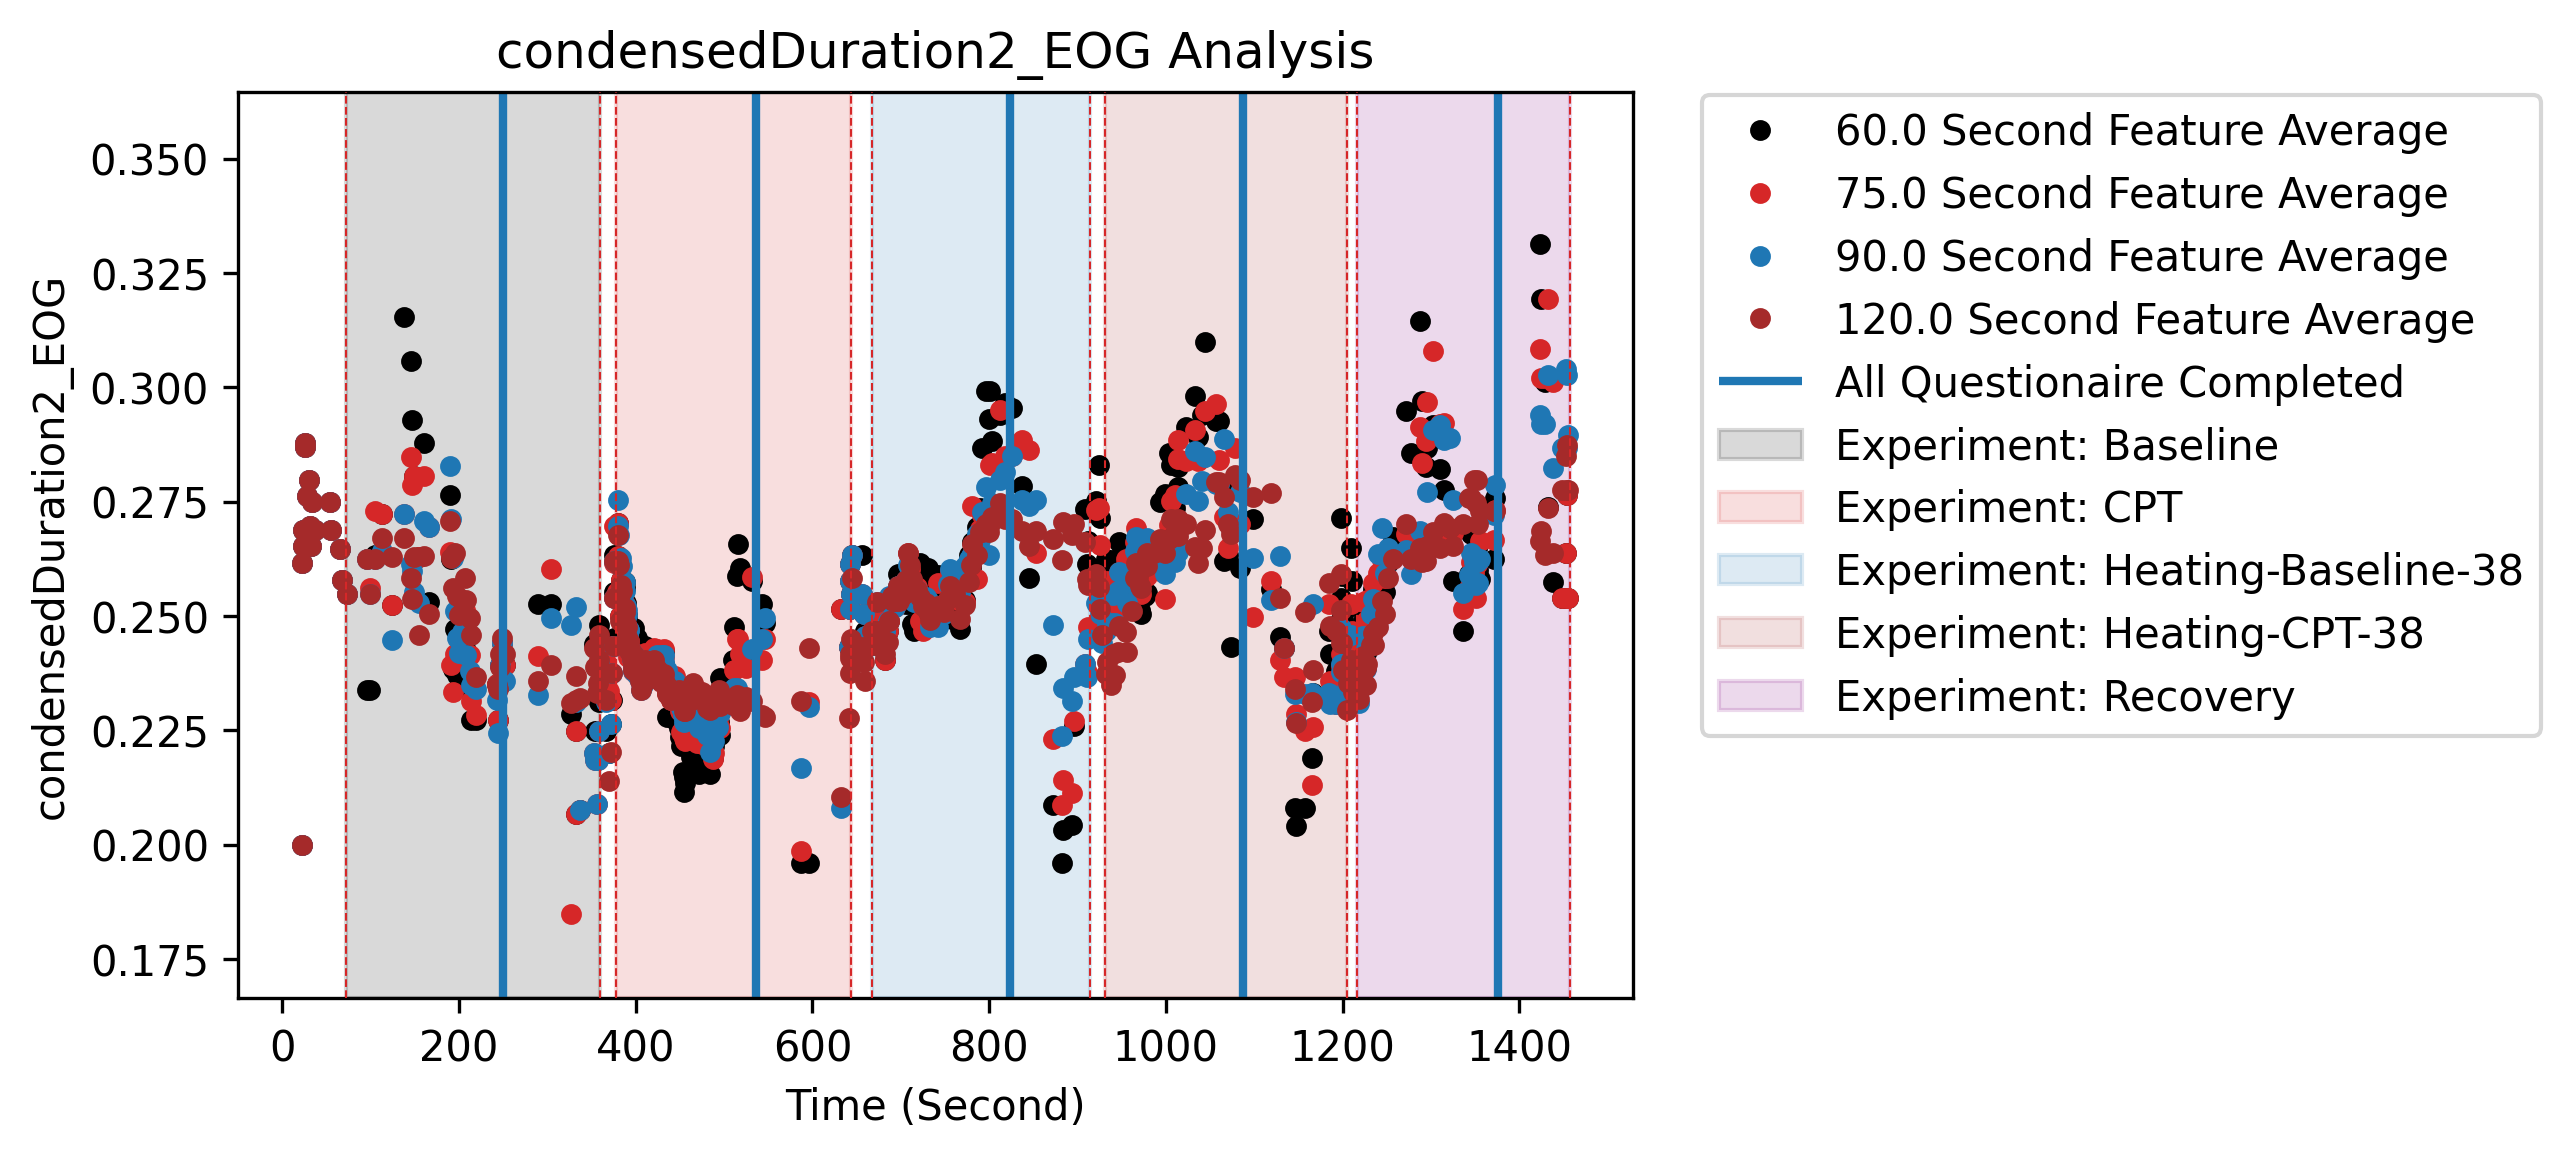 condensedDuration2_EOG Analysis
condensedDuration2_EOG
0.350
0.325
0.300
0.275
0.250
0.225
0.200
0.175
0 200 400 600 800 1000 1200 1400
Time (Second)
60.0 Second Feature Average
75.0 Second Feature Average
90.0 Second Feature Average
120.0 Second Feature Average
All Questionaire Completed
Experiment: Baseline
Experiment: CPT
Experiment: Heating-Baseline-38
Experiment: Heating-CPT-38
Experiment: Recovery